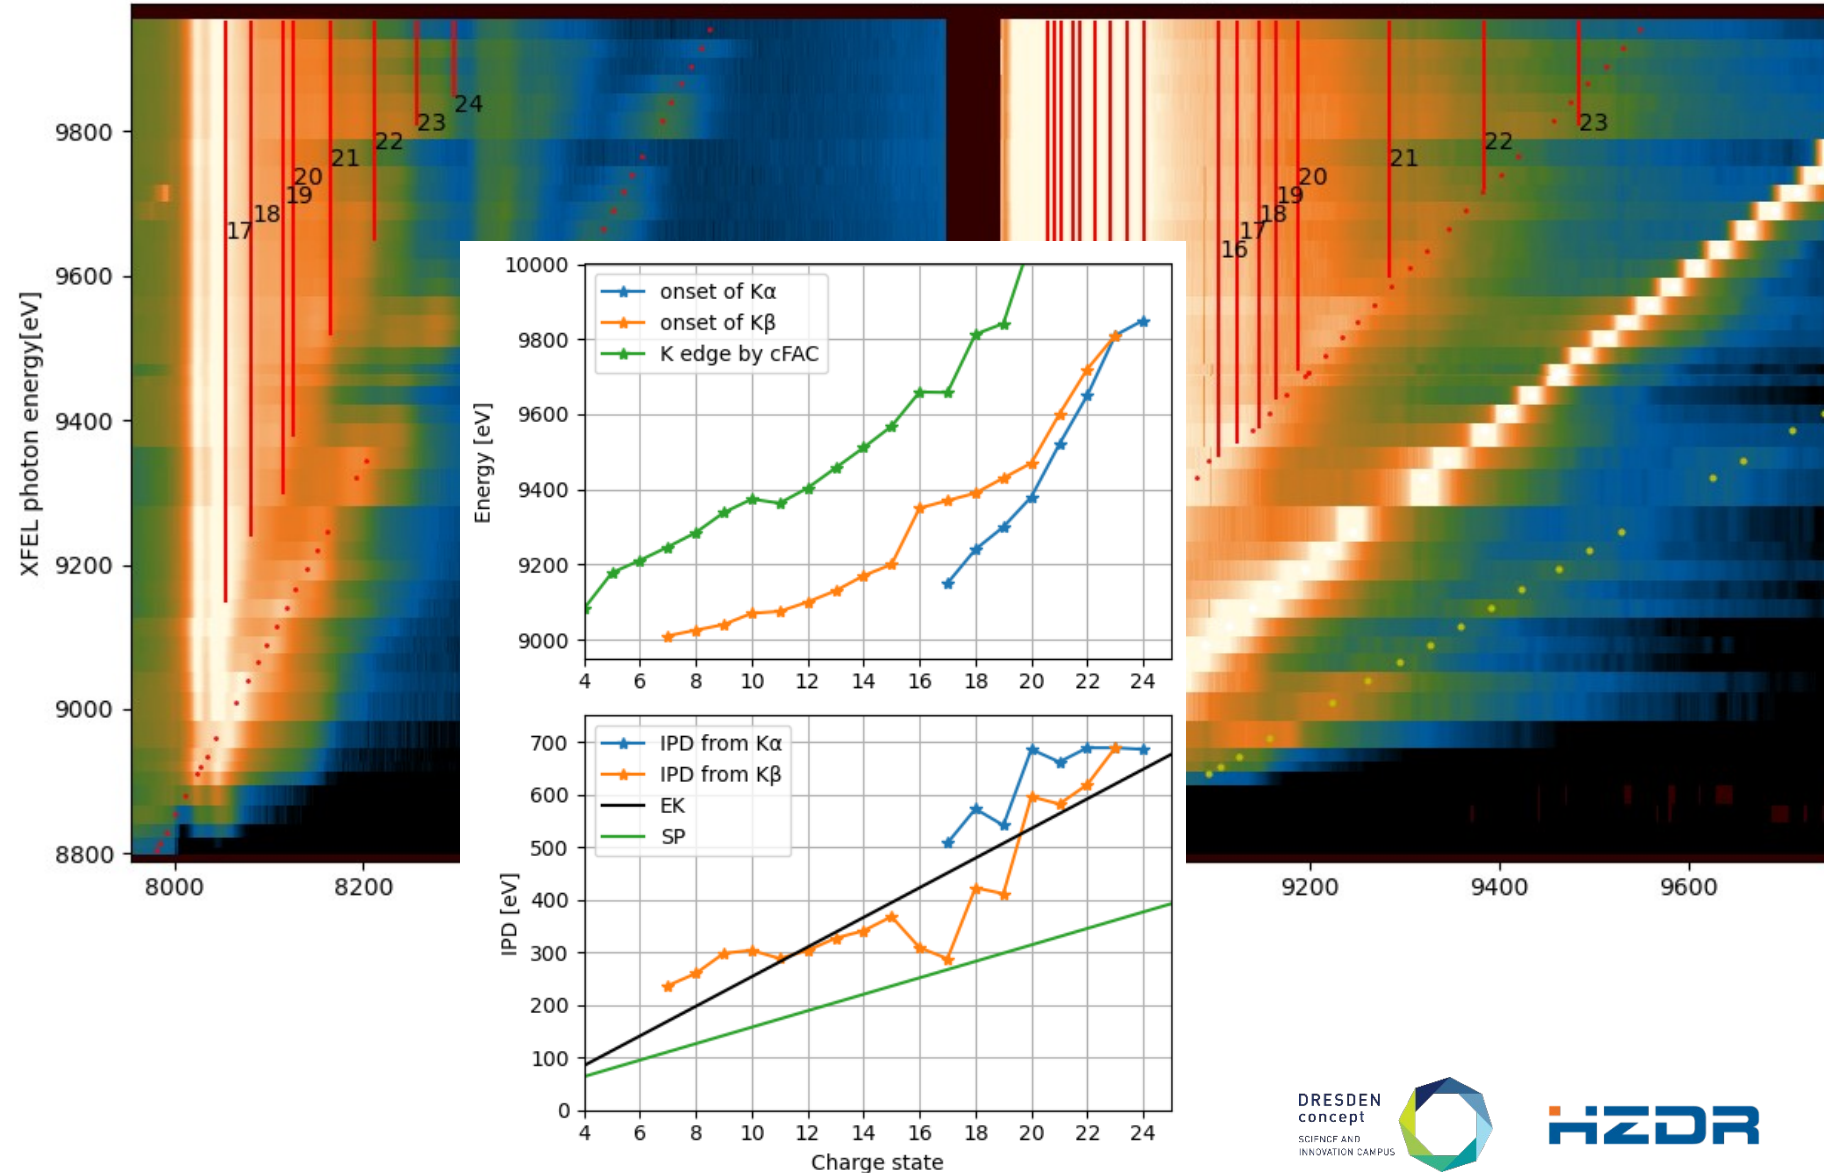 XFEL photon energy[eV]
9800
9600
9400
9200
9000
8800
8000
8200
17
18
19
20
21
22
23
24
16
17
18
19
20
21
22
23
9200
9400
9600
onset of Kα
onset of Kβ
K edge by cFAC
Energy [eV]
10000
9800
9600
9400
9200
9000
4 6 8 10 12 14 16 18 20 22 24
IPD from Kα
IPD from Kβ
EK
SP
IPD [eV]
700
600
500
400
300
200
100
0
4 6 8 10 12 14 16 18 20 22 24
Charge state
DRESDEN
concept
SCIENCE AND
INNOVATION CAMPUS
HZDR